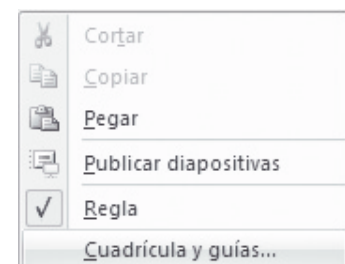 Cortar
Copiar
Pegar
Publicar diapositivas
Regla
Cuadrícula y guías...